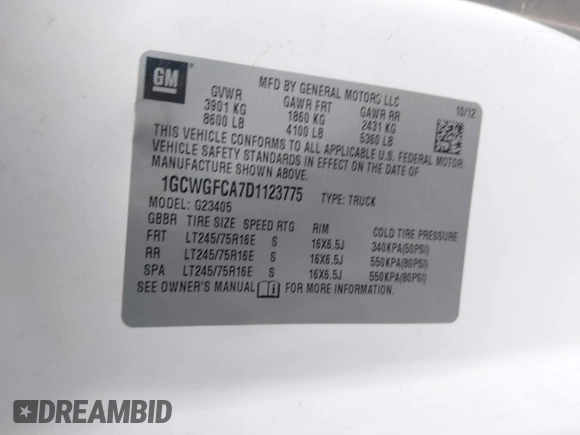 GM
MFD BY GENERAL MOTORS LLC
10/12
GVWR GAWR FRT GAWR RR
3901 KG 1860 KG 2431 KG
8600 LB 4100 LB 5360 LB
THIS VEHICLE CONFORMS TO ALL APPLICABLE U.S. FEDERAL MOTOR
VEHICLE SAFETY STANDARDS IN EFFECT ON THE DATE OF
MANUFACTURE SHOWN ABOVE.
1GCWGFCA7D1123775 TYPE: TRUCK
MODEL: G23405
GBBR TIRE SIZE SPEED RTG RIM COLD TIRE PRESSURE
FRT LT245/75R16E S 16X6.5J 340KPA(50PSI)
RR LT245/75R16E S 16X6.5J 550KPA(80PSI)
SPA LT245/75R16E S 16X6.5J 550KPA(80PSI)
SEE OWNER'S MANUAL i FOR MORE INFORMATION.
DREAMBID